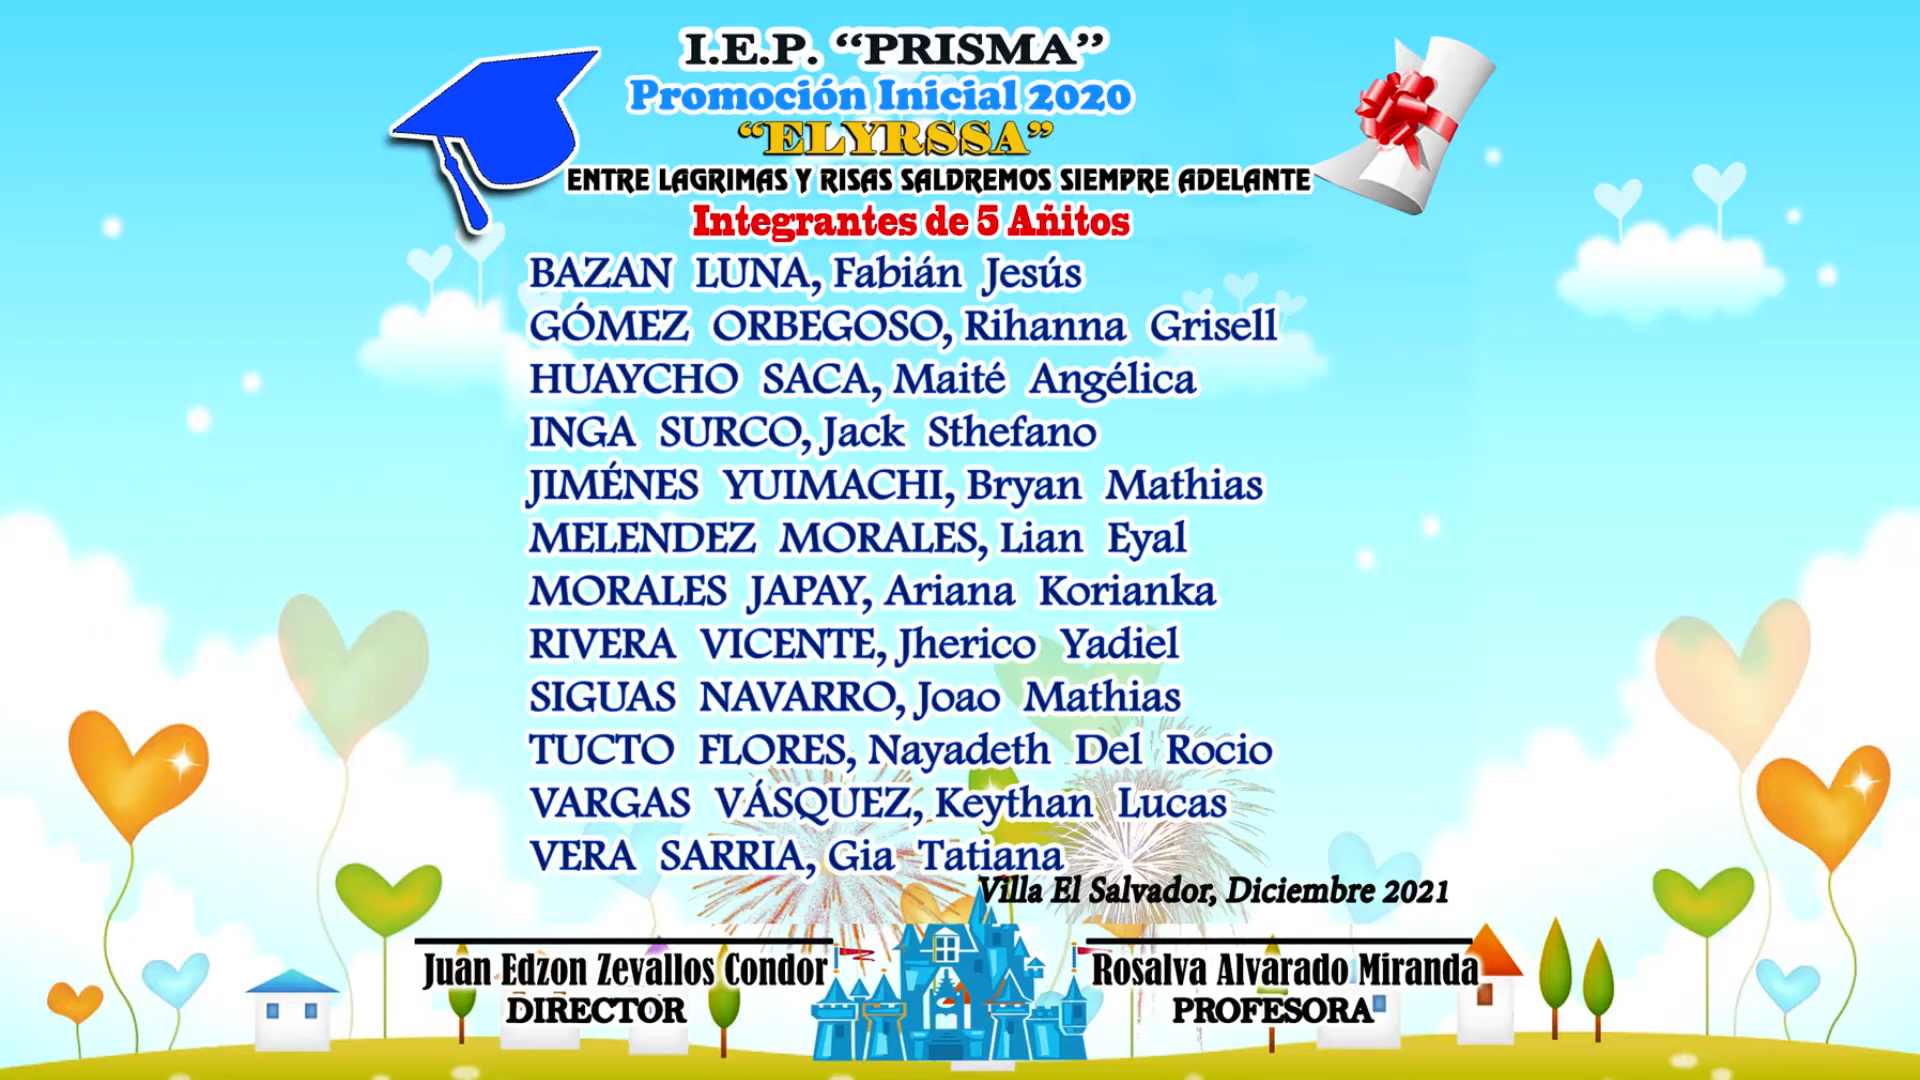 I.E.P. “PRISMA”
Promoción Inicial 2020
“ELYRSSA”
ENTRE LAGRIMAS Y RISAS SALDREMOS SIEMPRE ADELANTE
Integrantes de 5 Añitos
BAZAN LUNA, Fabián Jesús
GÓMEZ ORBEGOSO, Rihanna Grisell
HUAYCHO SACA, Maité Angélica
INGA SURCO, Jack Sthefano
JIMÉNES YUIMACHI, Bryan Mathias
MELENDEZ MORALES, Lian Eyal
MORALES JAPAY, Ariana Korianka
RIVERA VICENTE, Jherico Yadiel
SIGUAS NAVARRO, Joao Mathias
TUCTO FLORES, Nayadeth Del Rocio
VARGAS VÁSQUEZ, Keythan Lucas
VERA SARRIA, Gia Tatiana
Villa El Salvador, Diciembre 2021
Juan Edzon Zevallos Condor
DIRECTOR
Rosalva Alvarado Miranda
PROFESORA